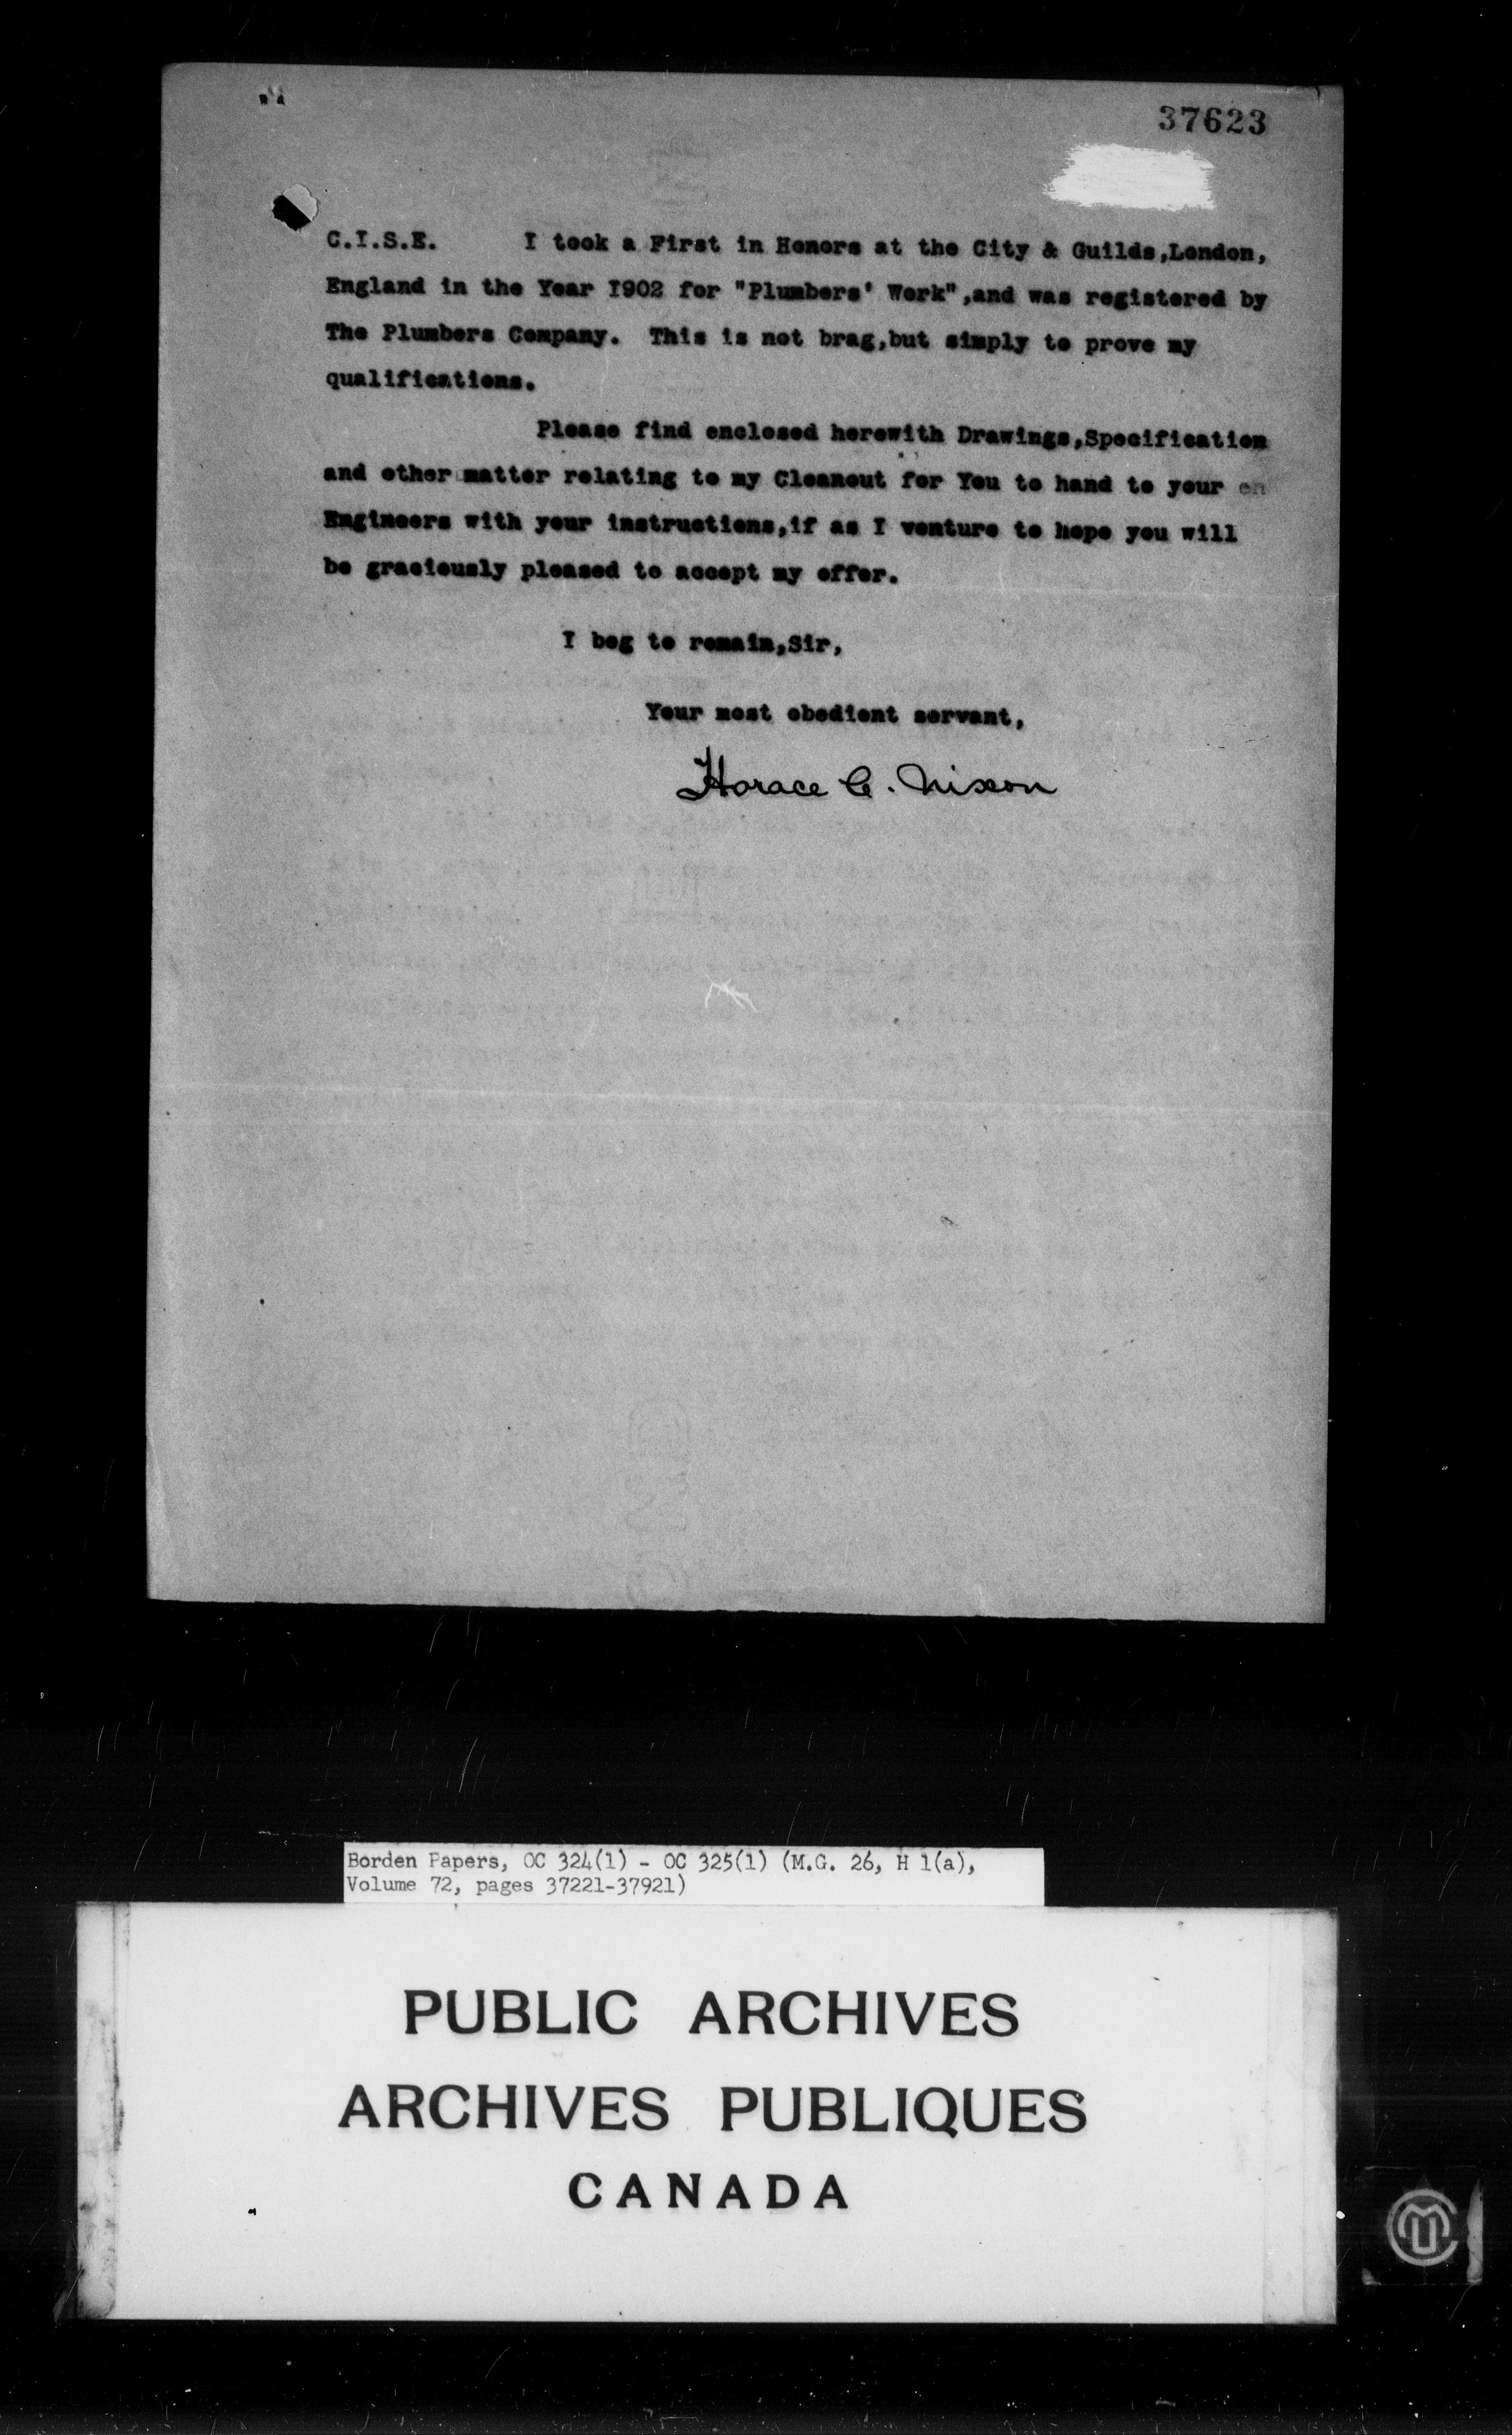 37623
C.I.S.E. I took a First in Honors at the City & Guilds,London,
England in the Year 1902 for "Plumbers' Work",and was registered by
The Plumbers Company. This is not brag,but simply to prove my
qualifications.
Please find enclosed herewith Drawings,Specification
and other matter relating to my Cleanout for You to hand to your en
Engineers with your instructions,if as I venture to hope you will
be graciously pleased to accept my offer.
I beg to remain,Sir,
Your most obedient servant,
Horace C. Nixon
Borden Papers, OC 324(1) - OC 325(1) (M.G. 26, H 1(a),
Volume 72, pages 37221-37921)
PUBLIC ARCHIVES
ARCHIVES PUBLIQUES
CANADA